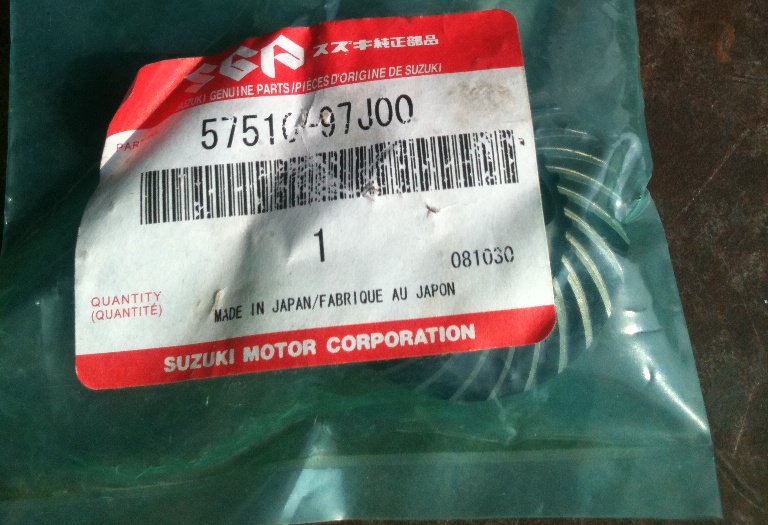 SGP スズキ純正部品
SUZUKI GENUINE PARTS/PIÈCES D'ORIGINE DE SUZUKI
57510-97J00
1
081030
QUANTITY
(QUANTITÉ)
MADE IN JAPAN/FABRIQUE AU JAPON
SUZUKI MOTOR CORPORATION